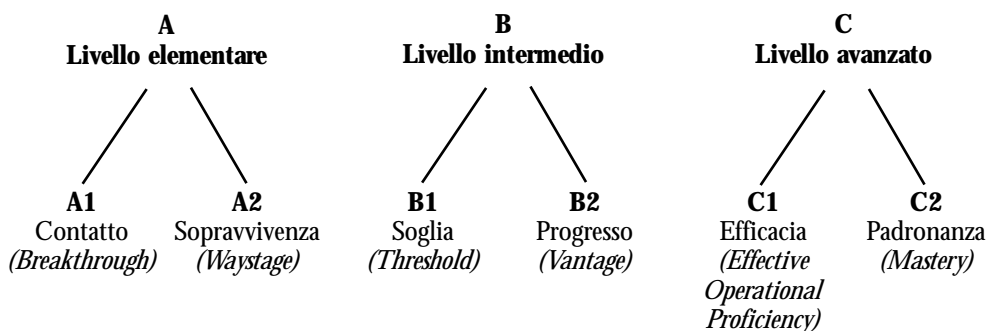 A
Livello elementare
B
Livello intermedio
C
Livello avanzato
A1
Contatto
(Breakthrough)
A2
Sopravvivenza
(Waystage)
B1
Soglia
(Threshold)
B2
Progresso
(Vantage)
C1
Efficacia
(Effective
Operational
Proficiency)
C2
Padronanza
(Mastery)